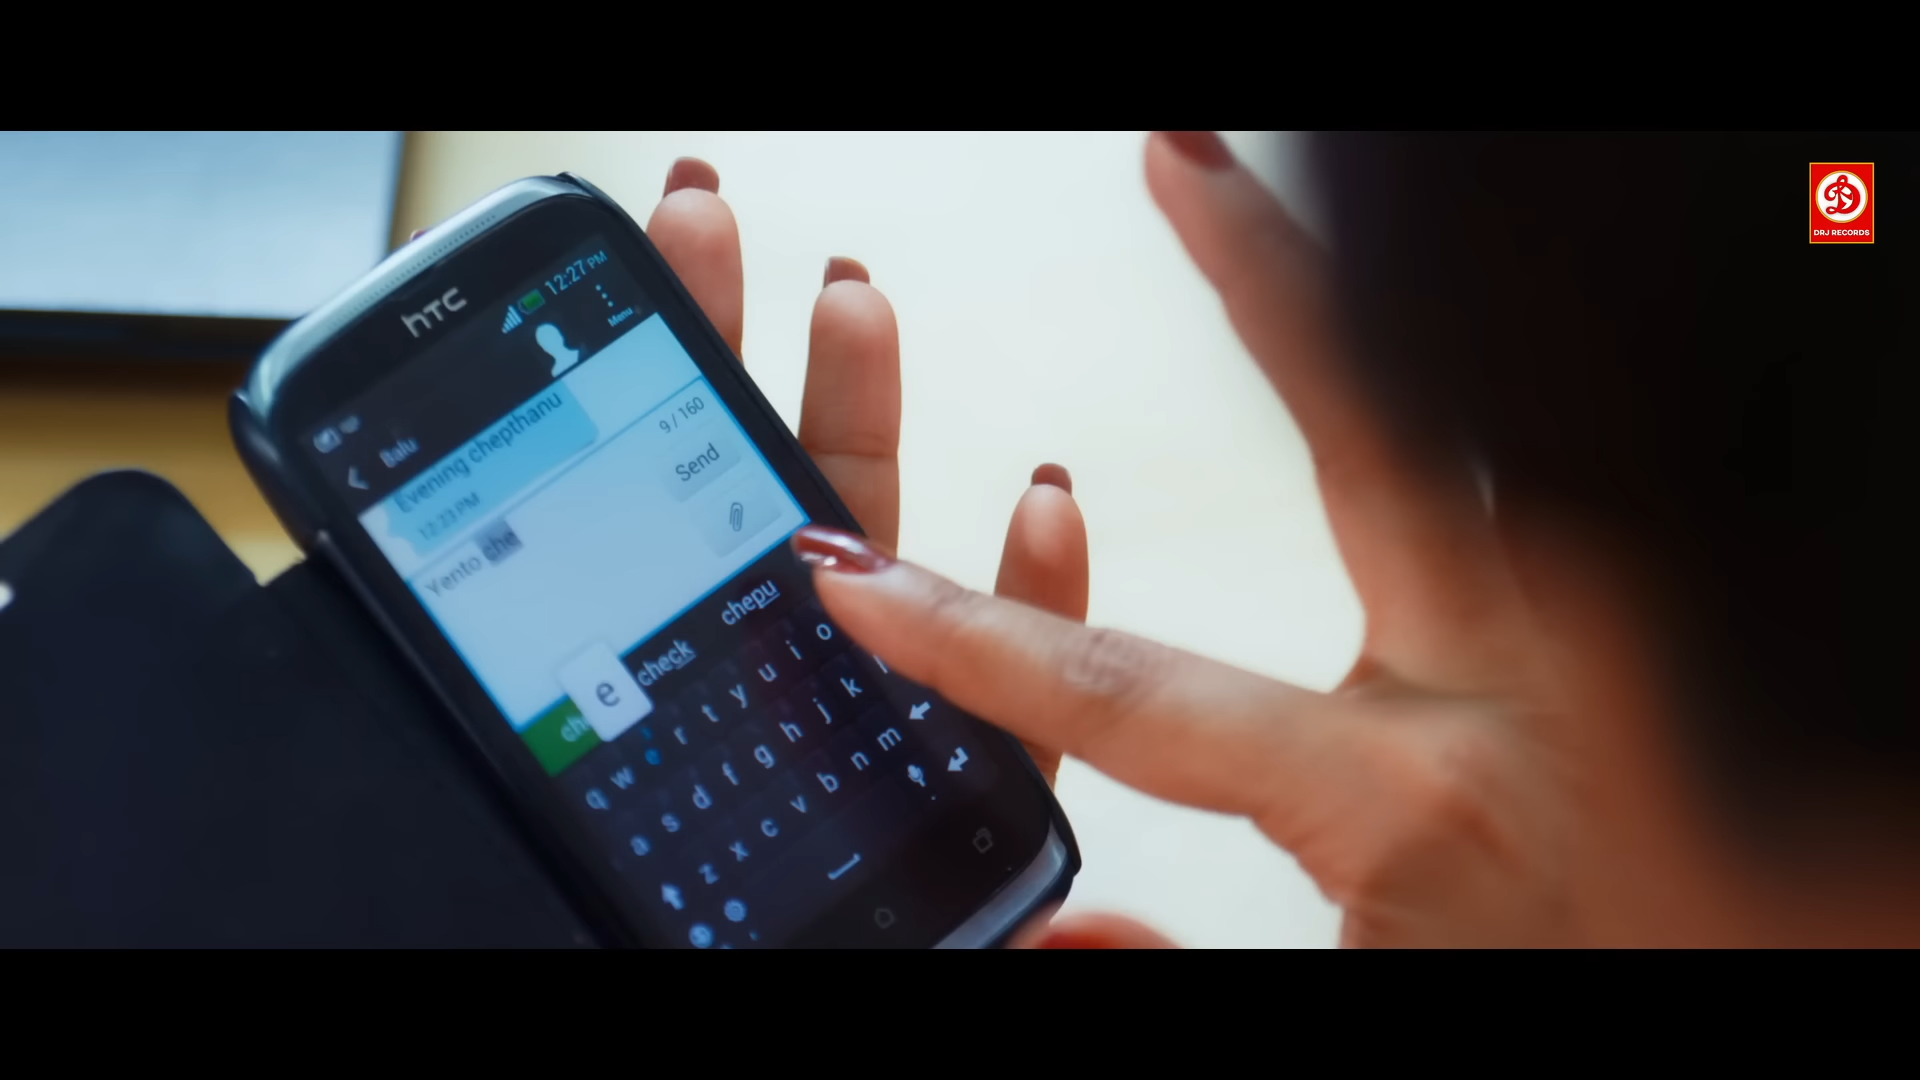 DRJ RECORDS
hTC
12:27 PM
Menu
Balu
Evening chepthanu
12:23 PM
9 / 160
Yento che
Send
check
chepu
e
q w e r t y u i o
a s d f g h j k l
z x c v b n m